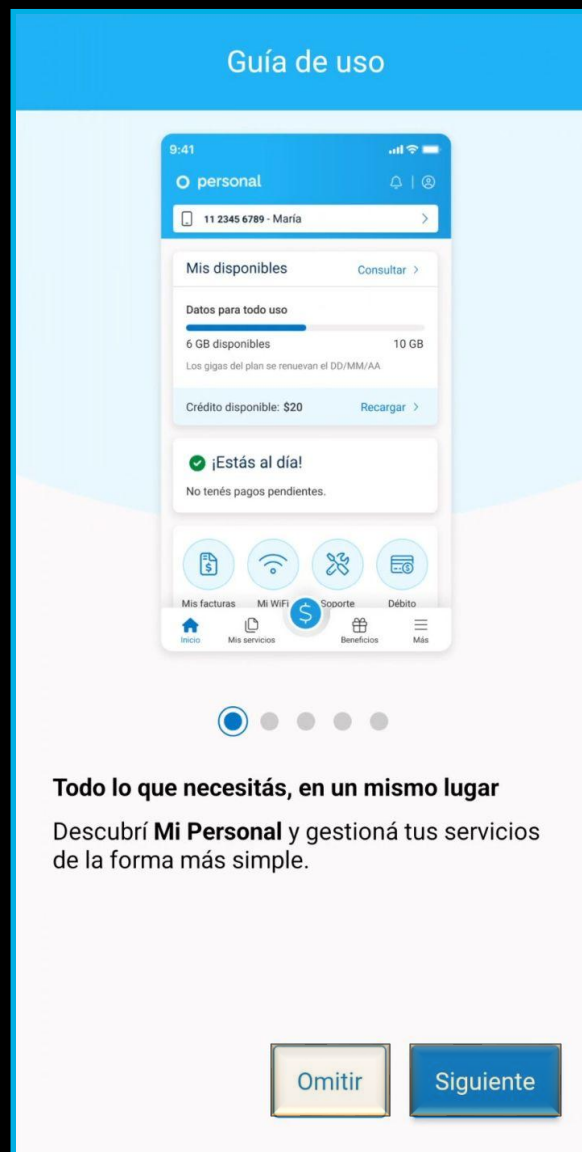 Guía de uso
9:41
personal
11 2345 6789 - María
Mis disponibles
Consultar
Datos para todo uso
6 GB disponibles
10 GB
Los gigas del plan se renuevan el DD/MM/AA
Crédito disponible: $20
Recargar
¡Estás al día!
No tenés pagos pendientes.
Mis facturas
Mi WiFi
Soporte
Débito
Inicio
Mis servicios
Beneficios
Más
Todo lo que necesitás, en un mismo lugar
Descubrí Mi Personal y gestioná tus servicios
de la forma más simple.
Omitir
Siguiente